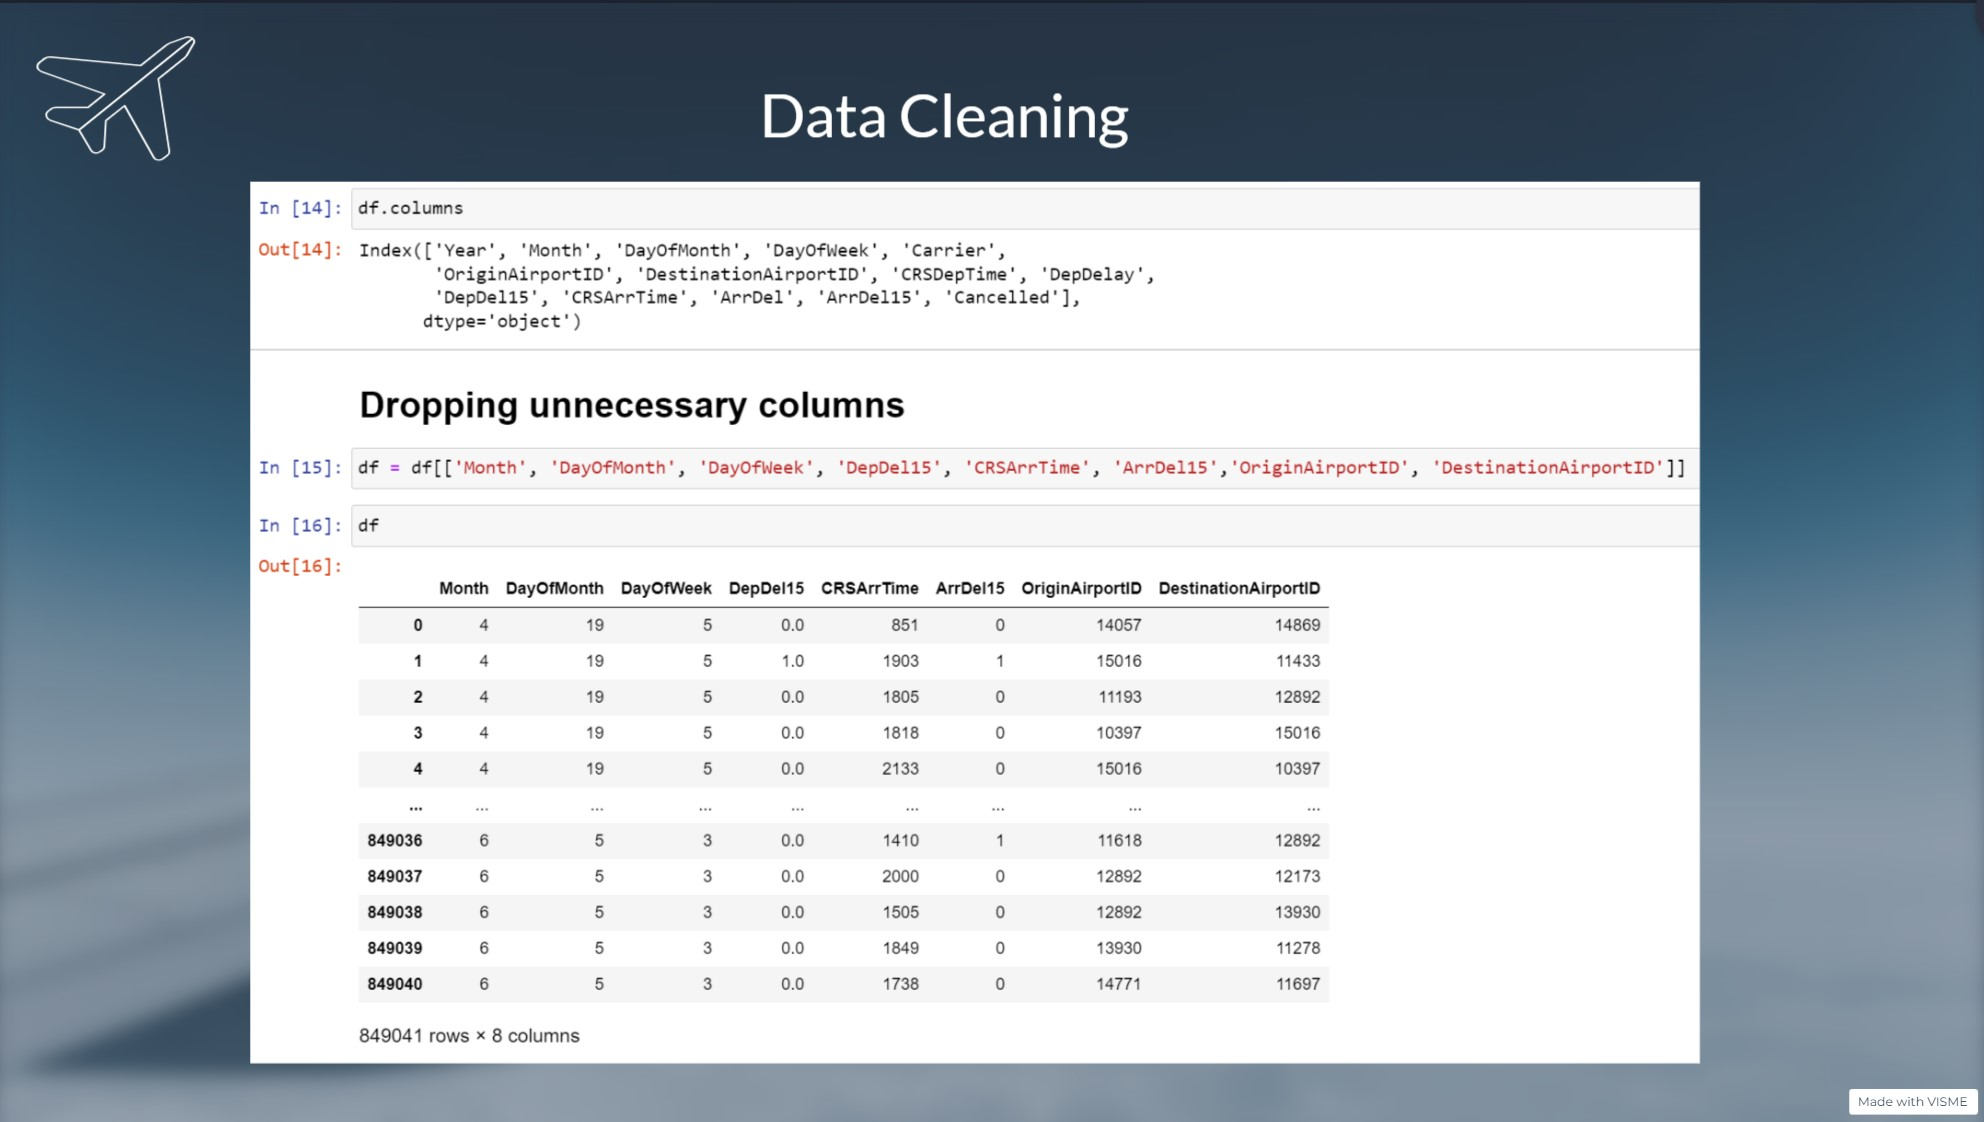 Data Cleaning
In [14]: df.columns
Out[14]: Index(['Year', 'Month', 'DayOfMonth', 'DayOfWeek', 'Carrier',
'OriginAirportID', 'DestinationAirportID', 'CRSDepTime', 'DepDelay',
'DepDel15', 'CRSArrTime', 'ArrDel', 'ArrDel15', 'Cancelled'],
dtype='object')
Dropping unnecessary columns
In [15]: df = df[['Month', 'DayOfMonth', 'DayOfWeek', 'DepDel15', 'CRSArrTime', 'ArrDel15','OriginAirportID', 'DestinationAirportID']]
In [16]: df
Out[16]:
Month DayOfMonth DayOfWeek DepDel15 CRSArrTime ArrDel15 OriginAirportID DestinationAirportID
0 4 19 5 0.0 851 0 14057 14869
1 4 19 5 1.0 1903 1 15016 11433
2 4 19 5 0.0 1805 0 11193 12892
3 4 19 5 0.0 1818 0 10397 15016
4 4 19 5 0.0 2133 0 15016 10397
... ... ... ... ... ... ... ... ...
849036 6 5 3 0.0 1410 1 11618 12892
849037 6 5 3 0.0 2000 0 12892 12173
849038 6 5 3 0.0 1505 0 12892 13930
849039 6 5 3 0.0 1849 0 13930 11278
849040 6 5 3 0.0 1738 0 14771 11697
849041 rows × 8 columns
Made with VISME